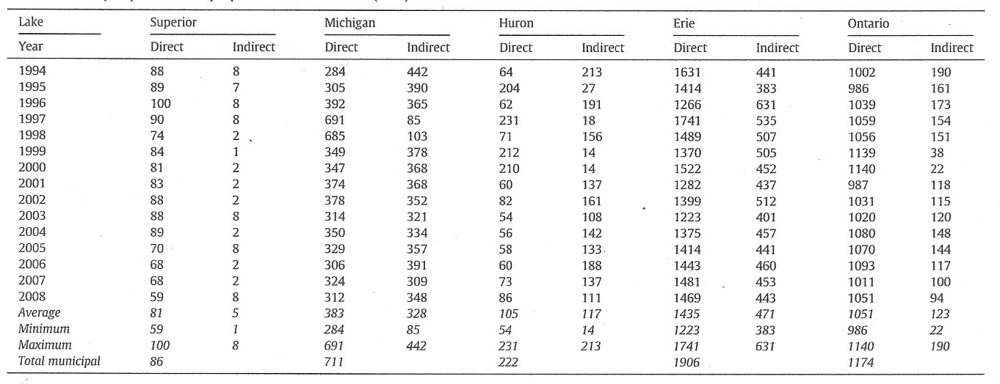 Lake Superior Michigan Huron Erie Ontario
Year Direct Indirect Direct Indirect Direct Indirect Direct Indirect Direct Indirect
1994 88 8 284 442 64 213 1631 441 1002 190
1995 89 7 305 390 204 27 1414 383 986 161
1996 100 8 392 365 62 191 1266 631 1039 173
1997 90 8 691 85 231 18 1741 535 1059 154
1998 74 2 685 103 71 156 1489 507 1056 151
1999 84 1 349 378 212 14 1370 505 1139 38
2000 81 2 347 368 210 14 1522 452 1140 22
2001 83 2 374 368 60 137 1282 437 987 118
2002 88 2 378 352 82 161 1399 512 1031 115
2003 88 8 314 321 54 108 1223 401 1020 120
2004 89 2 350 334 56 142 1375 457 1080 148
2005 70 8 329 357 58 133 1414 441 1070 144
2006 68 2 306 391 60 188 1443 460 1093 117
2007 68 2 324 309 73 137 1481 453 1011 100
2008 59 8 312 348 86 111 1469 443 1051 94
Average 81 5 383 328 105 117 1435 471 1051 123
Minimum 59 1 284 85 54 14 1223 383 986 22
Maximum 100 8 691 442 231 213 1741 631 1140 190
Total municipal 86 711 222 1906 1174